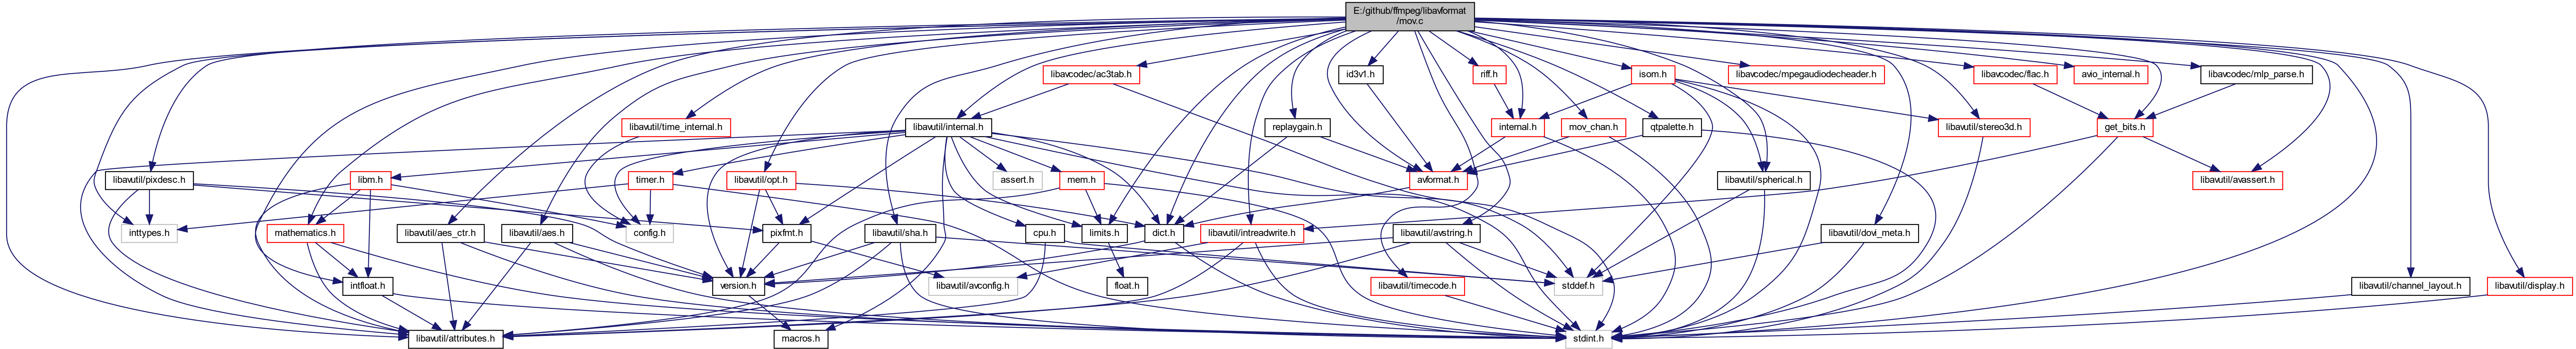 E:/github/ffmpeg/libavformat
/mov.c
libavcodec/ac3tab.h
id3v1.h
riff.h
isom.h
libavcodec/mpegaudiodecheader.h
libavcodec/flac.h
avio_internal.h
libavcodec/mlp_parse.h
libavutil/time_internal.h
libavutil/internal.h
replaygain.h
internal.h
mov_chan.h
qtpalette.h
libavutil/stereo3d.h
get_bits.h
libavutil/pixdesc.h
libm.h
timer.h
libavutil/opt.h
assert.h
mem.h
avformat.h
libavutil/spherical.h
libavutil/avassert.h
inttypes.h
mathematics.h
libavutil/aes_ctr.h
libavutil/aes.h
config.h
pixfmt.h
libavutil/sha.h
cpu.h
limits.h
dict.h
libavutil/intreadwrite.h
libavutil/avstring.h
libavutil/dovi_meta.h
intfloat.h
version.h
libavutil/avconfig.h
float.h
libavutil/timecode.h
stddef.h
libavutil/channel_layout.h
libavutil/display.h
libavutil/attributes.h
macros.h
stdint.h